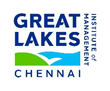 GREAT
LAKES
INSTITUTE OF
MANAGEMENT
CHENNAI